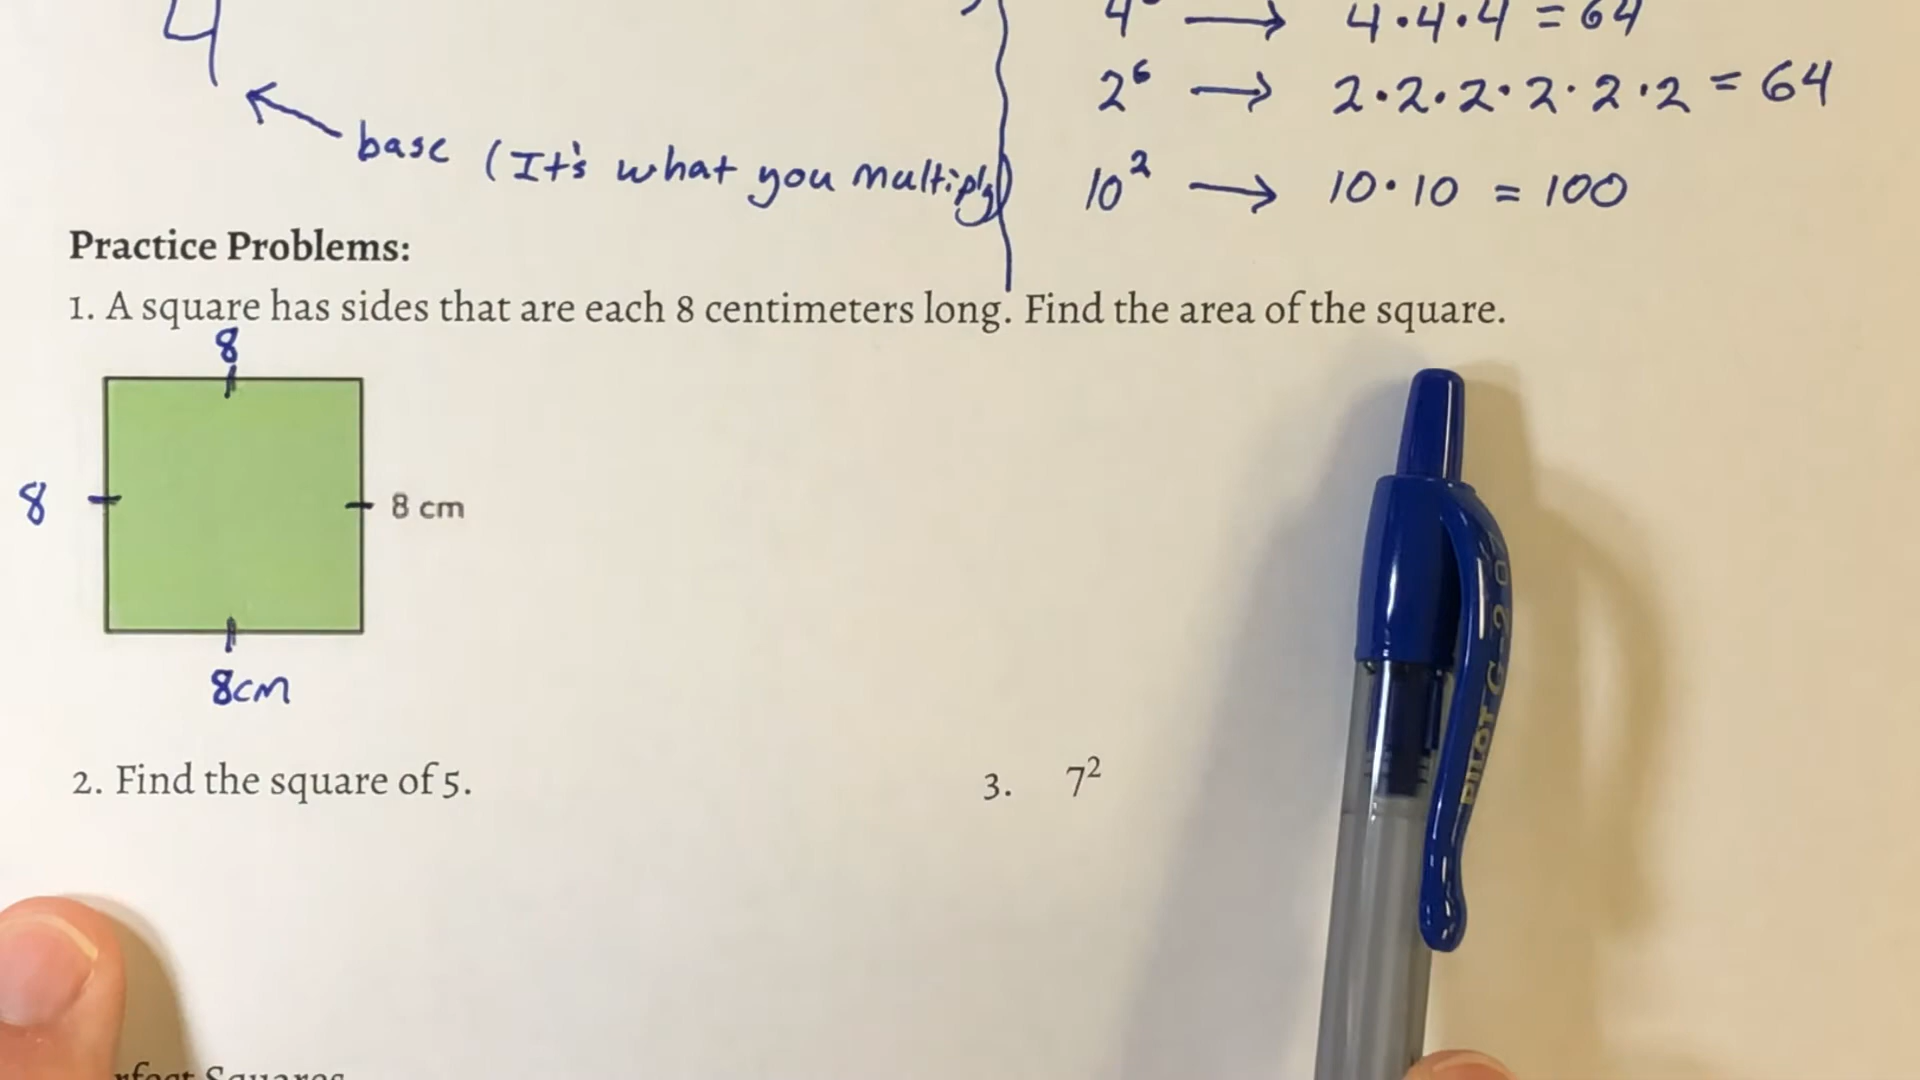 4
base (It's what you multiply)
4 → 4·4·4 = 64
2⁶ → 2·2·2·2·2·2 = 64
10² → 10·10 = 100
Practice Problems:
1. A square has sides that are each 8 centimeters long. Find the area of the square.
8
8
8 cm
8cm
2. Find the square of 5.
3. 7²
PILOT G-2 07
Squares